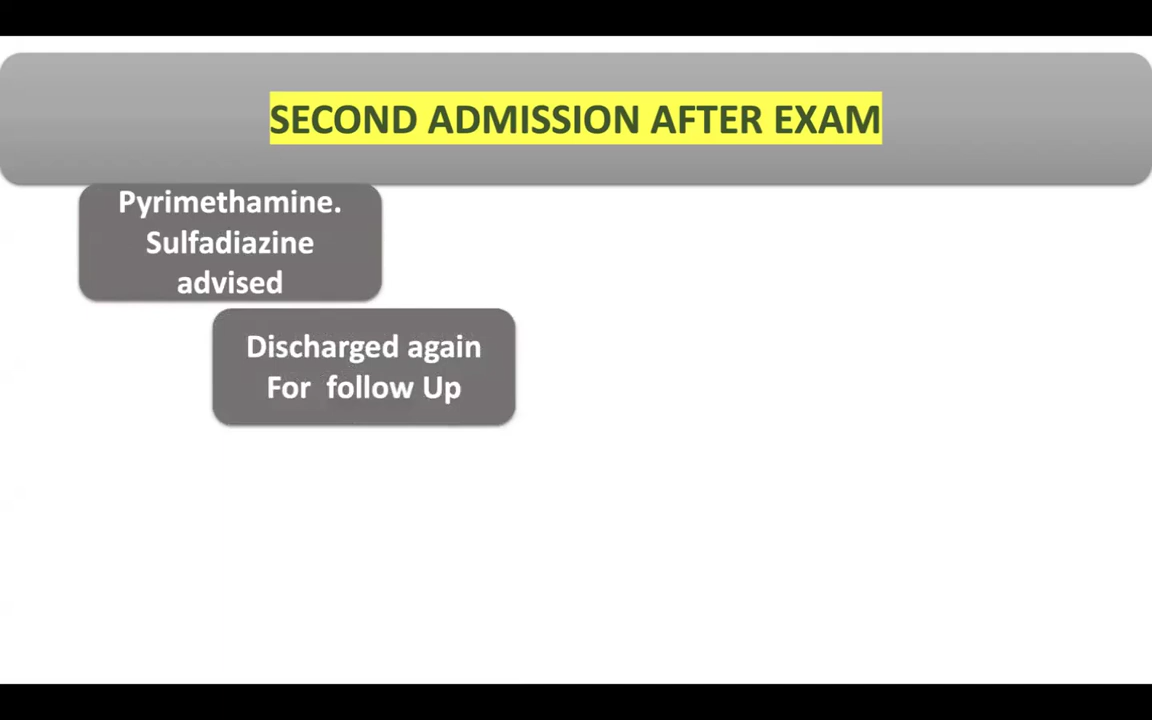 SECOND ADMISSION AFTER EXAM
Pyrimethamine.
Sulfadiazine
advised
Discharged again
For follow Up